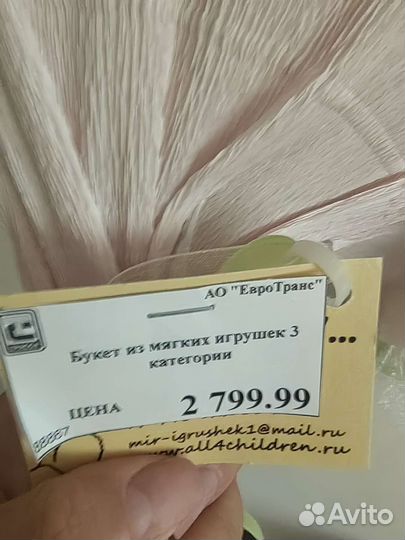 АО "ЕвроТранс"
Букет из мягких игрушек 3
категории
ЦЕНА 2 799.99
88887
mir-igrushek1@mail.ru
www.all4children.ru
Avito